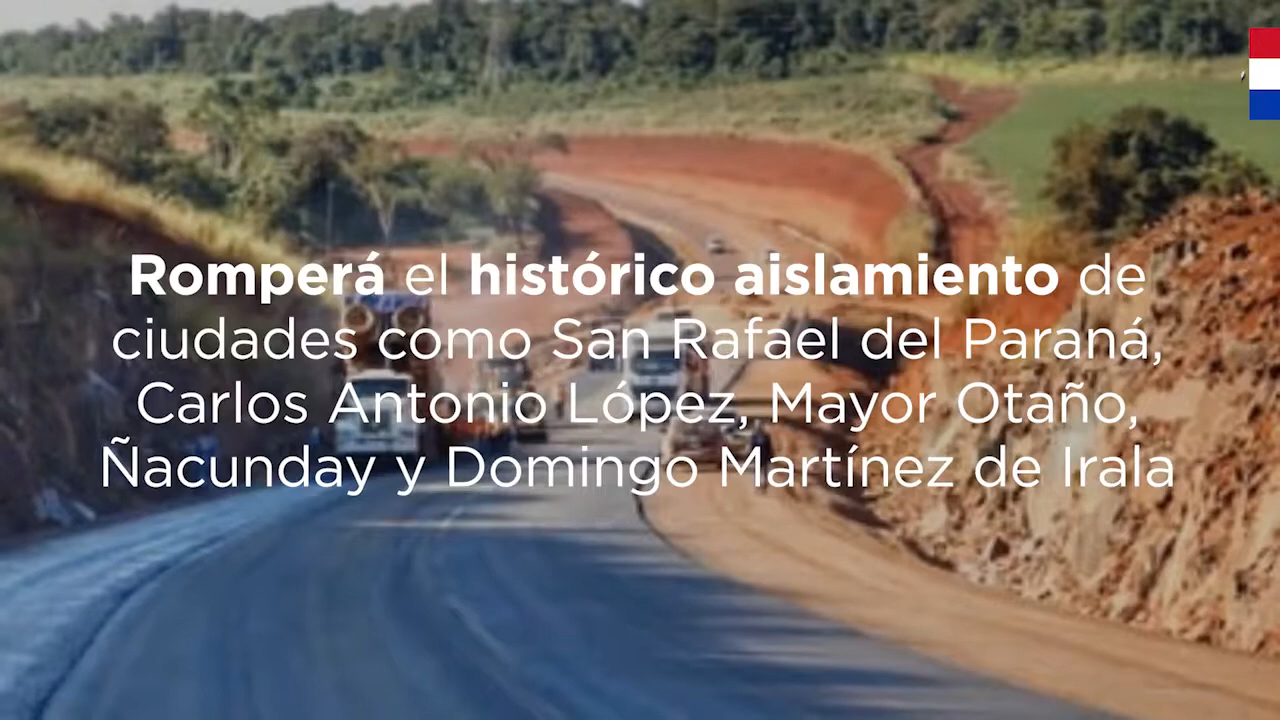 Romperá el histórico aislamiento de
ciudades como San Rafael del Paraná,
Carlos Antonio López, Mayor Otaño,
Ñacunday y Domingo Martínez de Irala